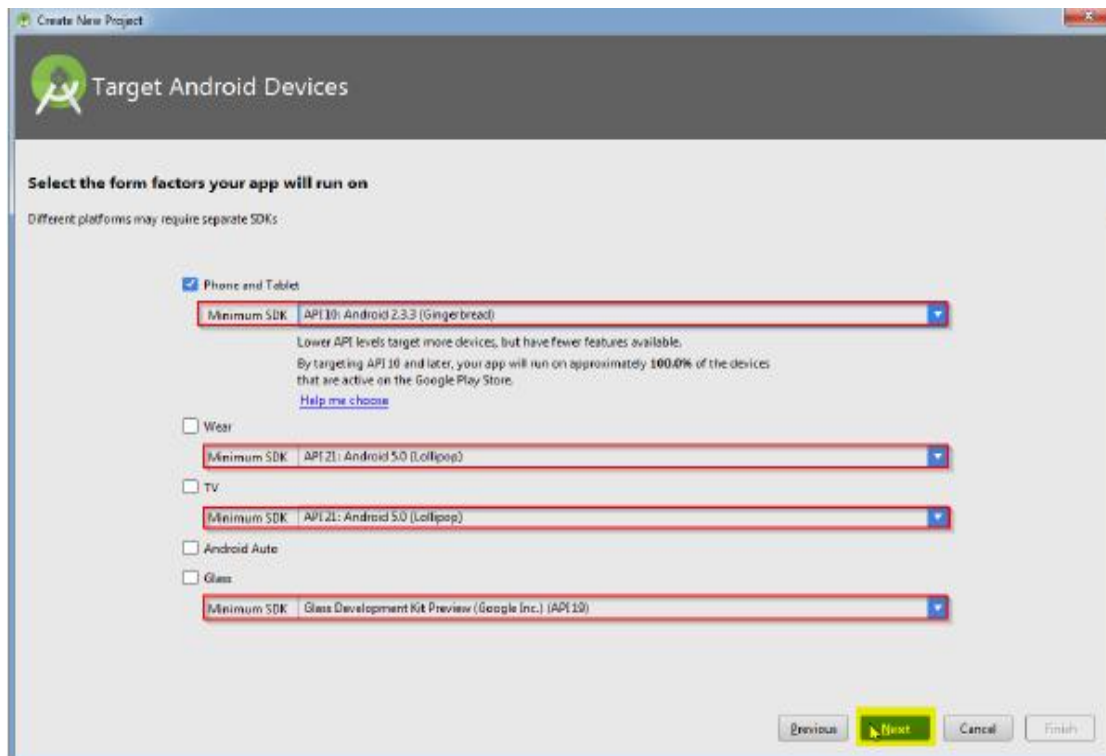 Create New Project
Target Android Devices
Select the form factors your app will run on
Different platforms may require separate SDKs
Phone and Tablet
Minimum SDK API 10: Android 2.3.3 (Gingerbread)
Lower API levels target more devices, but have fewer features available.
By targeting API 10 and later, your app will run on approximately 100.0% of the devices
that are active on the Google Play Store.
Help me choose
Wear
Minimum SDK API 21: Android 5.0 (Lollipop)
TV
Minimum SDK API 21: Android 5.0 (Lollipop)
Android Auto
Glass
Minimum SDK Glass Development Kit Preview (Google Inc.) (API 19)
Previous Next Cancel Finish